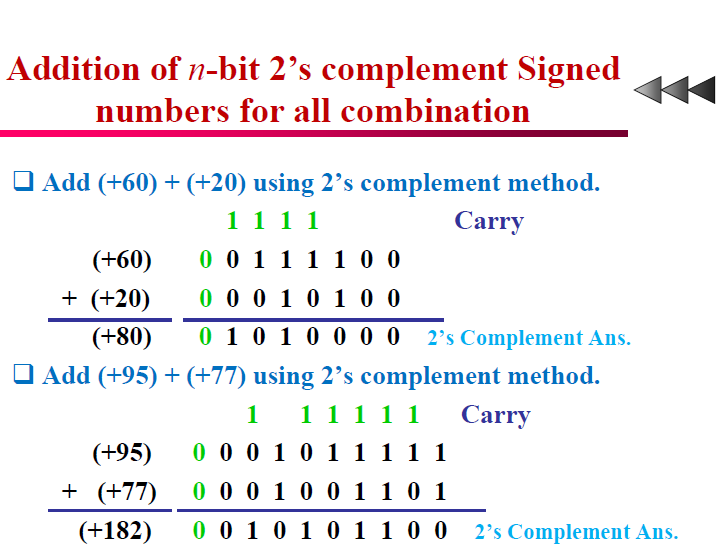 Addition of n-bit 2's complement Signed
numbers for all combination
❑ Add (+60) + (+20) using 2's complement method.
1 1 1 1 Carry
(+60) 0 0 1 1 1 1 0 0
+ (+20) 0 0 0 1 0 1 0 0
(+80) 0 1 0 1 0 0 0 0 2's Complement Ans.
❑ Add (+95) + (+77) using 2's complement method.
1 1 1 1 1 1 Carry
(+95) 0 0 0 1 0 1 1 1 1 1
+ (+77) 0 0 0 1 0 0 1 1 0 1
(+182) 0 0 1 0 1 0 1 1 0 0 2's Complement Ans.